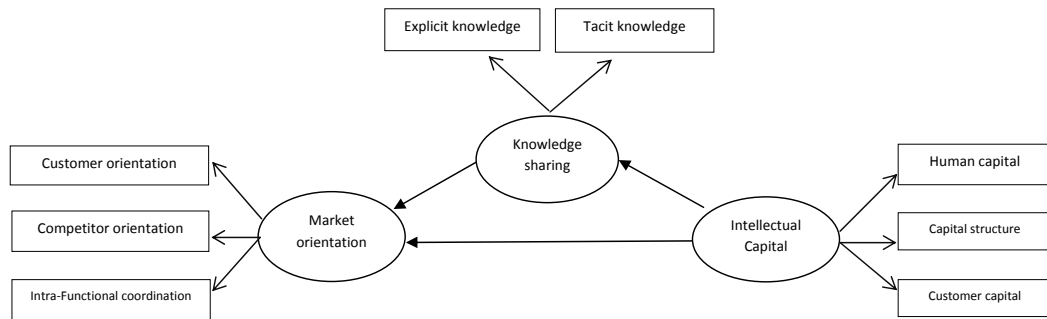 Explicit knowledge
Tacit knowledge
Knowledge
sharing
Customer orientation
Competitor orientation
Intra-Functional coordination
Market
orientation
Intellectual
Capital
Human capital
Capital structure
Customer capital